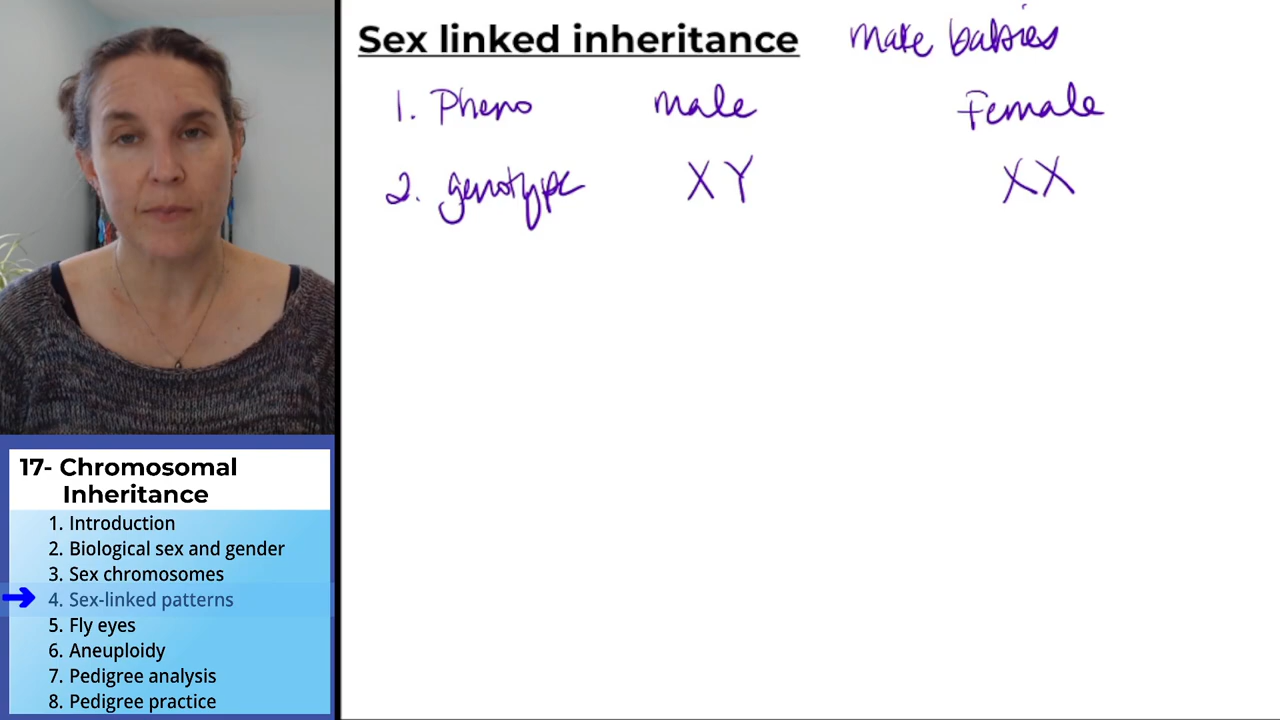 Sex linked inheritance make babies
1. Pheno male Female
2. genotype XY XX
17- Chromosomal
Inheritance
1. Introduction
2. Biological sex and gender
3. Sex chromosomes
4. Sex-linked patterns
5. Fly eyes
6. Aneuploidy
7. Pedigree analysis
8. Pedigree practice